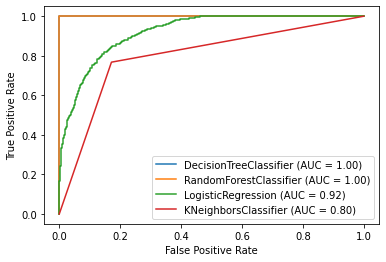 1.0
0.8
0.6
0.4
0.2
0.0
True Positive Rate
DecisionTreeClassifier (AUC = 1.00)
RandomForestClassifier (AUC = 1.00)
LogisticRegression (AUC = 0.92)
KNeighborsClassifier (AUC = 0.80)
0.0 0.2 0.4 0.6 0.8 1.0
False Positive Rate